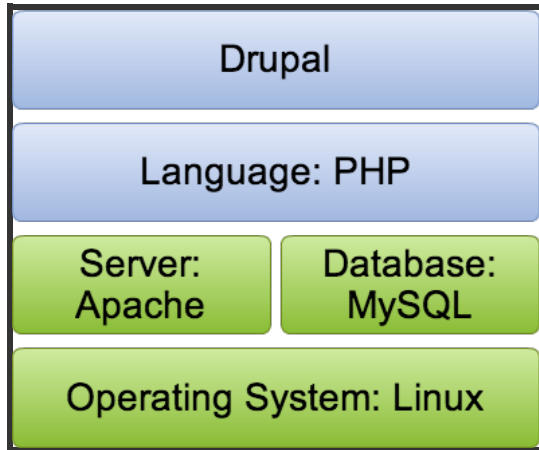 Drupal
Language: PHP
Server:
Apache
Database:
MySQL
Operating System: Linux